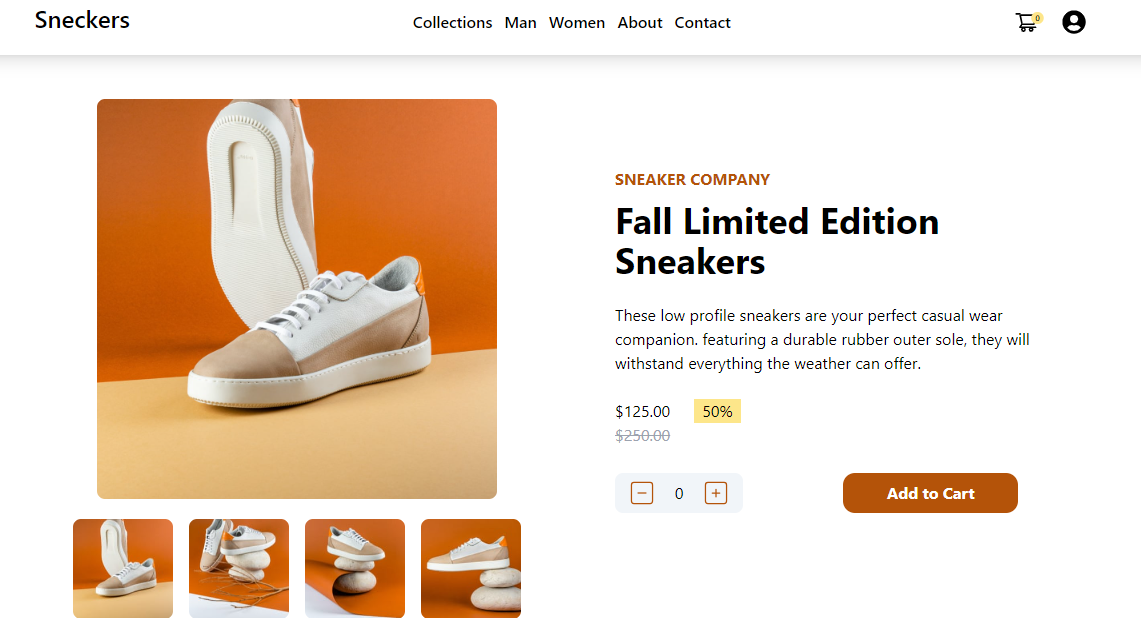 Sneckers
Collections Man Women About Contact
0
SNEAKER COMPANY
Fall Limited Edition
Sneakers
These low profile sneakers are your perfect casual wear
companion. featuring a durable rubber outer sole, they will
withstand everything the weather can offer.
$125.00 50%
$250.00
− 0 +
Add to Cart